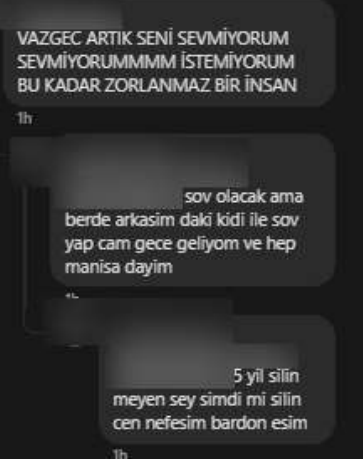 VAZGEC ARTIK SENİ SEVMİYORUM
SEVMİYORUMMMM İSTEMİYORUM
BU KADAR ZORLANMAZ BİR İNSAN
1h
sov olacak ama
berde arkasim daki kidi ile sov
yap cam gece geliyom ve hep
manisa dayim
5 yil silin
meyen sey simdi mi silin
cen nefesim bardon esim
1h